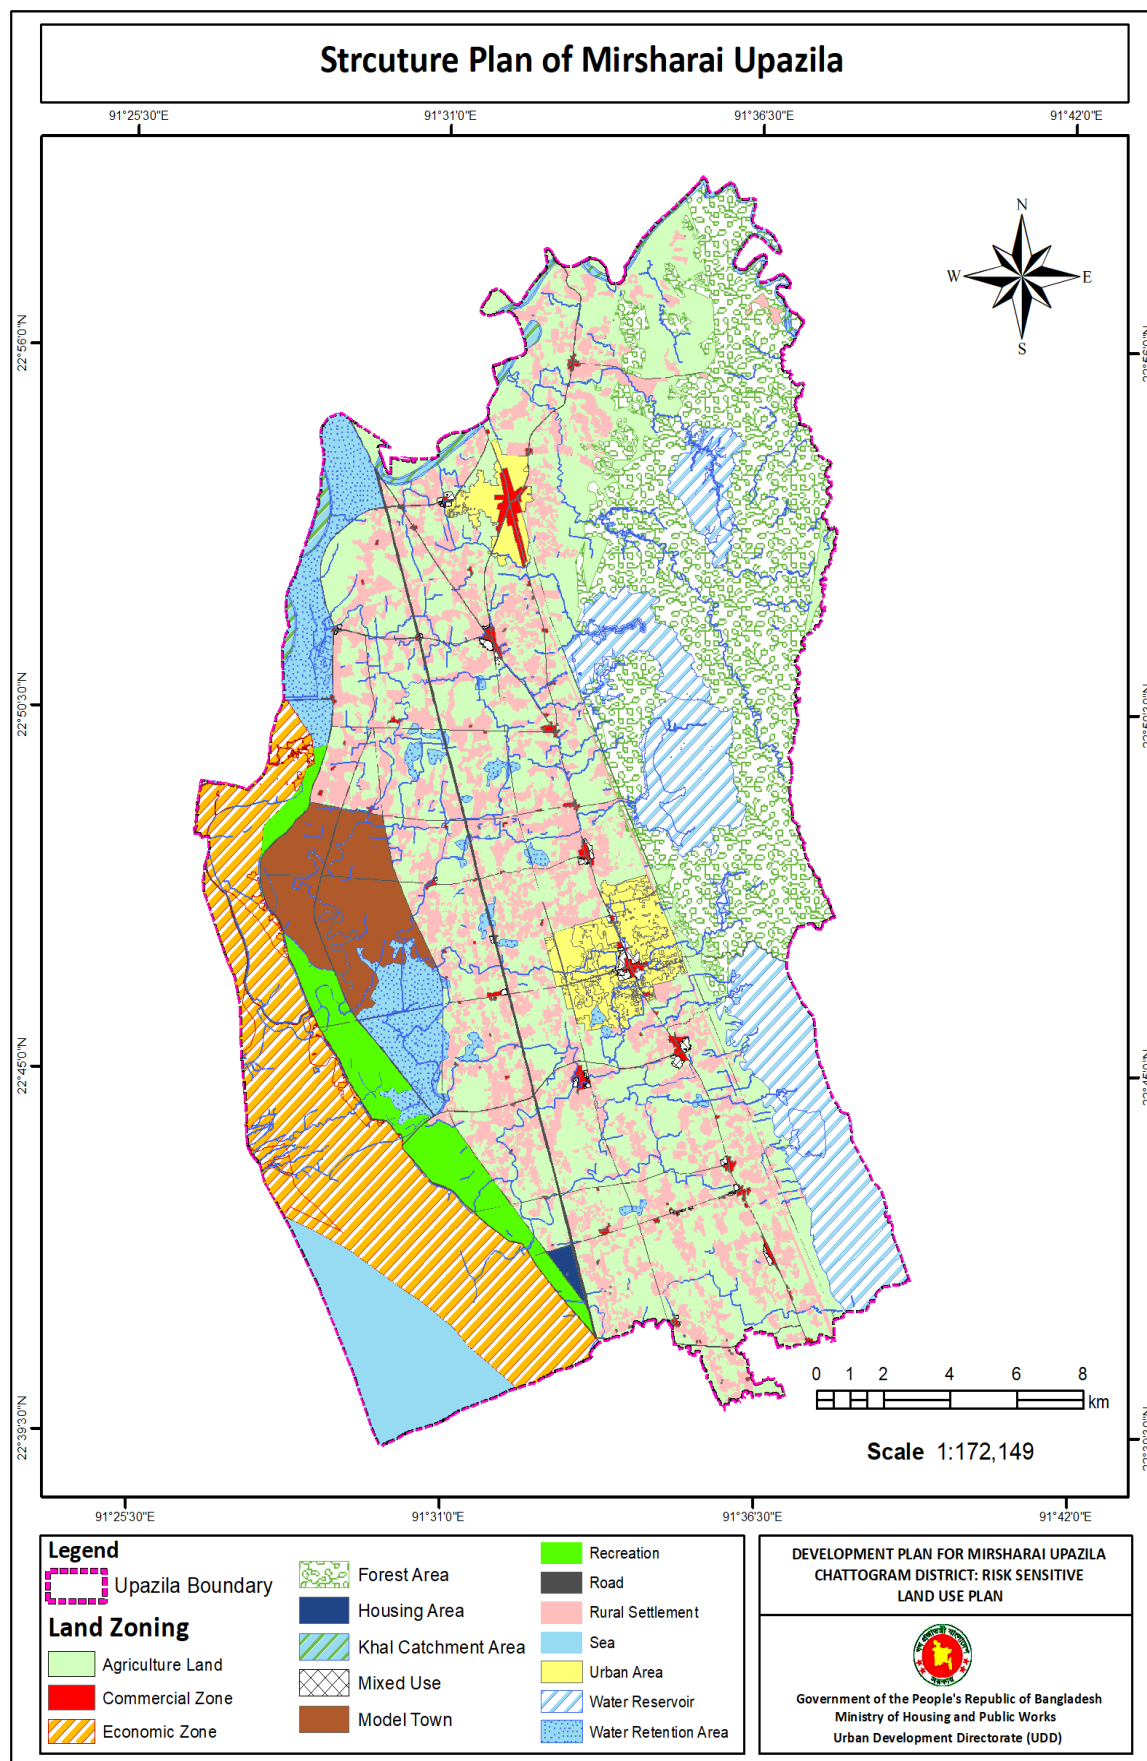 Strcuture Plan of Mirsharai Upazila
91°25'30"E 91°31'0"E 91°36'30"E 91°42'0"E
N
W E
S
22°56'0"N
22°50'30"N
22°45'0"N
22°39'30"N
0 1 2 4 6 8
km
Scale 1:172,149
91°25'30"E 91°31'0"E 91°36'30"E 91°42'0"E
Legend
Upazila Boundary
Land Zoning
Agriculture Land
Commercial Zone
Economic Zone
Forest Area
Housing Area
Khal Catchment Area
Mixed Use
Model Town
Recreation
Road
Rural Settlement
Sea
Urban Area
Water Reservoir
Water Retention Area
DEVELOPMENT PLAN FOR MIRSHARAI UPAZILA
CHATTOGRAM DISTRICT: RISK SENSITIVE
LAND USE PLAN
Government of the People's Republic of Bangladesh
Ministry of Housing and Public Works
Urban Development Directorate (UDD)